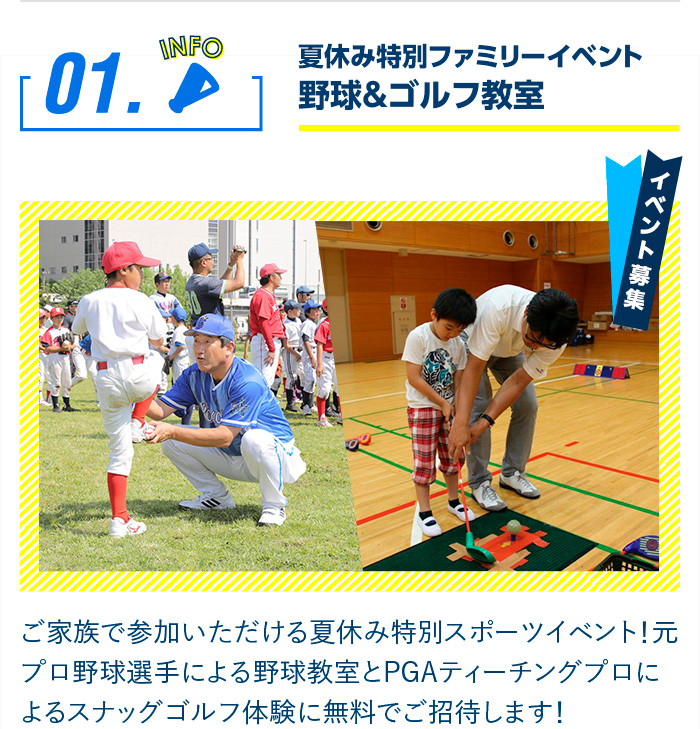 01.
INFO
夏休み特別ファミリーイベント
野球&ゴルフ教室
イベント募集
ご家族で参加いただける夏休み特別スポーツイベント！元
プロ野球選手による野球教室とPGAティーチングプロに
よるスナッグゴルフ体験に無料でご招待します！